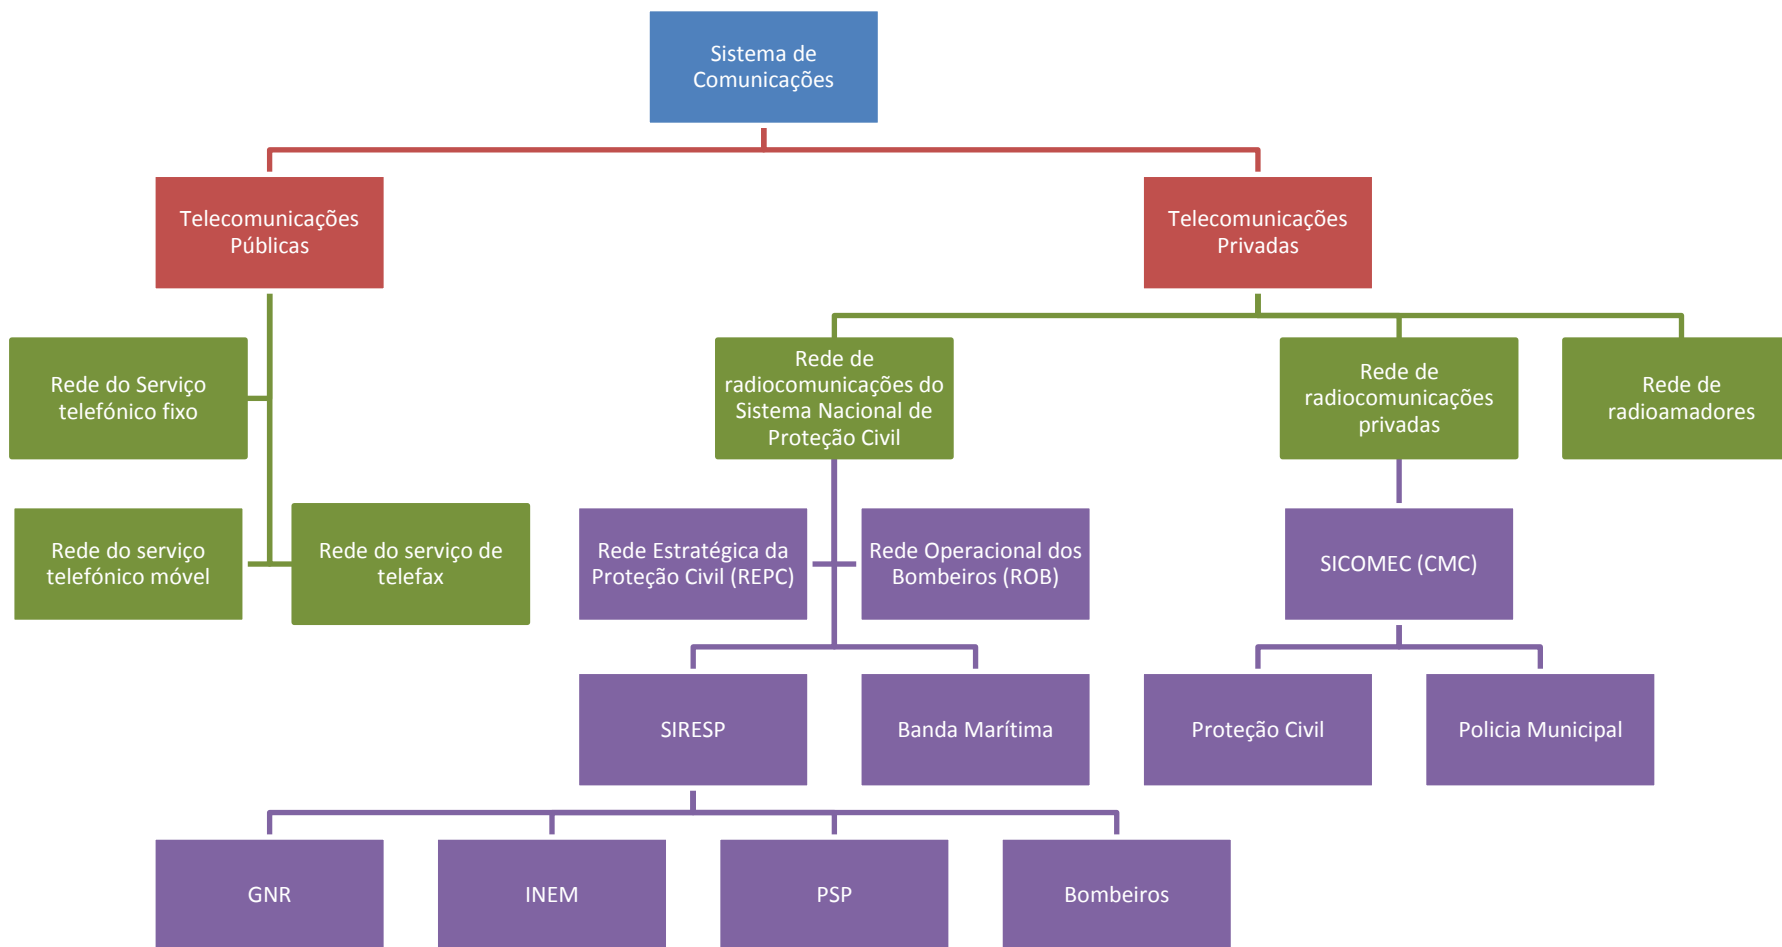 Sistema de
Comunicações
Telecomunicações
Públicas
Telecomunicações
Privadas
Rede do Serviço
telefónico fixo
Rede de
radiocomunicações do
Sistema Nacional de
Proteção Civil
Rede de
radiocomunicações
privadas
Rede de
radioamadores
Rede do serviço
telefónico móvel
Rede do serviço de
telefax
Rede Estratégica da
Proteção Civil (REPC)
Rede Operacional dos
Bombeiros (ROB)
SICOMEC (CMC)
SIRESP
Banda Marítima
Proteção Civil
Policia Municipal
GNR
INEM
PSP
Bombeiros